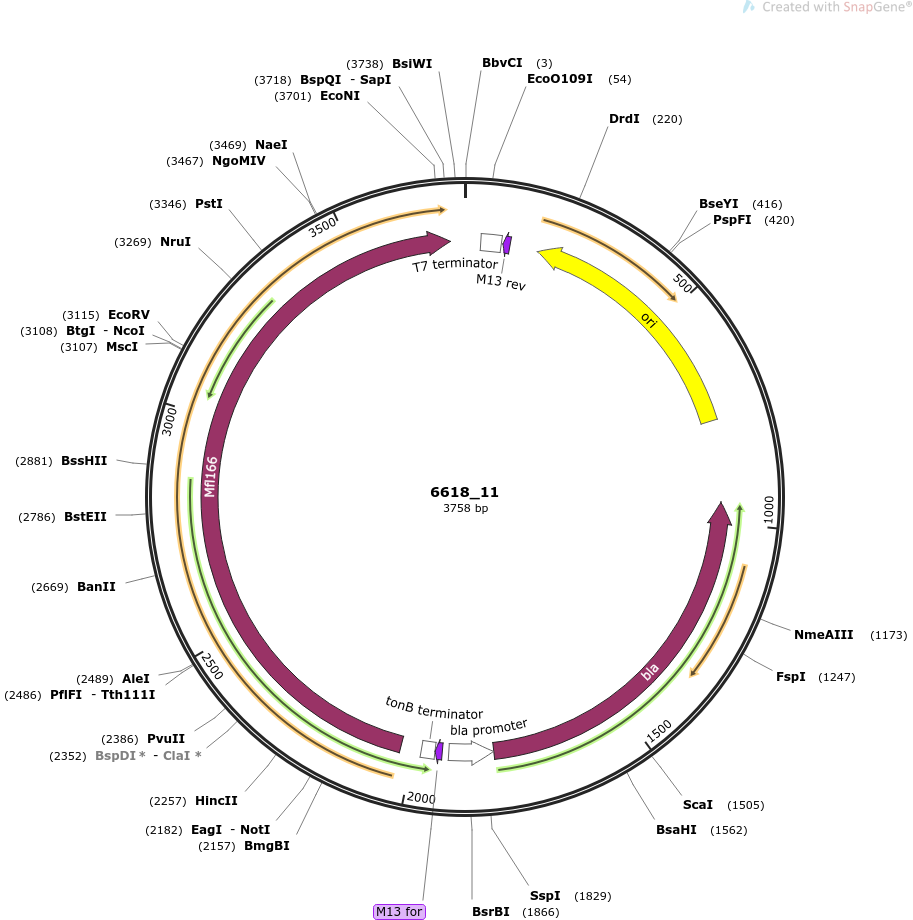 Created with SnapGene®
(3738) BsiWI
BbvCI (3)
(3718) BspQI - SapI
EcoO109I (54)
(3701) EcoNI
DrdI (220)
(3469) NaeI
(3467) NgoMIV
(3346) PstI
BseYI (416)
PspFI (420)
(3269) NruI
3500
T7 terminator
M13 rev
500
ori
(3115) EcoRV
(3108) BtgI - NcoI
(3107) MscI
3000
(2881) BssHII
Mfl166
6618_11
3758 bp
(2786) BstEII
1000
(2669) BanII
NmeAIII (1173)
FspI (1247)
2500
(2489) AleI
(2486) PflFI - Tth111I
bla
tonB terminator
bla promoter
(2386) PvuII
(2352) BspDI * - ClaI *
1500
2000
(2257) HincII
ScaI (1505)
(2182) EagI - NotI
BsaHI (1562)
(2157) BmgBI
SspI (1829)
M13 for
BsrBI (1866)